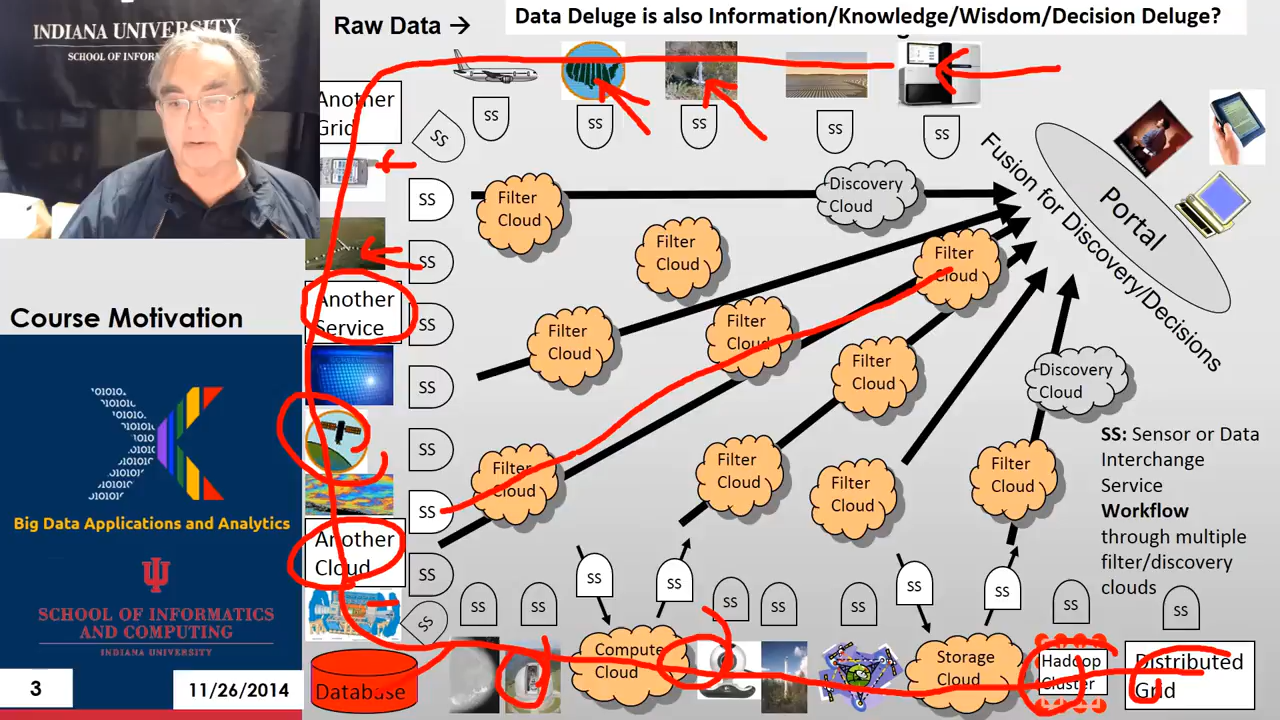 INDIANA UNIVERSITY
SCHOOL OF INFOR
Raw Data →
Data Deluge is also Information/Knowledge/Wisdom/Decision Deluge?
Another
Grid
SS
SS
SS
SS
SS
SS
SS
Filter
Cloud
Discovery
Cloud
Fusion for Discovery/Decisions
Portal
SS
Filter
Cloud
Filter
Cloud
Another
Service
SS
Filter
Cloud
Filter
Cloud
Filter
Cloud
Discovery
Cloud
SS
SS
Filter
Cloud
Filter
Cloud
Filter
Cloud
Filter
Cloud
SS
Another
Cloud
SS
SS
SS: Sensor or Data
Interchange
Service
Workflow
through multiple
filter/discovery
clouds
SS
SS
SS
SS
SS
SS
SS
SS
SS
SS
SS
Database
Compute
Cloud
Storage
Cloud
Hadoop
Cluster
Distributed
Grid
Course Motivation
Big Data Applications and Analytics
SCHOOL OF INFORMATICS
AND COMPUTING
INDIANA UNIVERSITY
3
11/26/2014